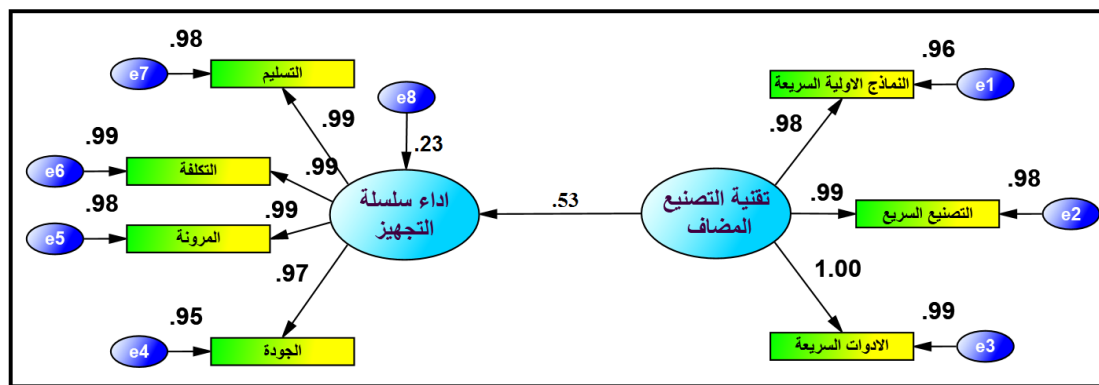 .98
e7
التسليم
e8
.96
النماذج الاولية السريعة
e1
.99
.98
.99
e6
التكلفة
.99
.23
.98
e5
المرونة
.99
اداء سلسلة
التجهيز
.53
تقنية التصنيع
المضاف
.99
التصنيع السريع
.98
e2
.97
1.00
.95
e4
الجودة
.99
الادوات السريعة
e3